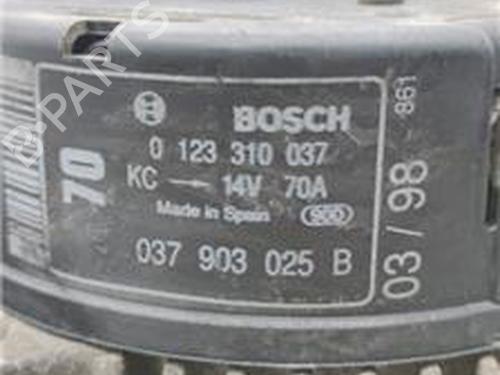 BOSCH
0 123 310 037
KC → 14V 70A
Made in Spain 900
037 903 025 B
70
03 / 98
861
B-PARTS